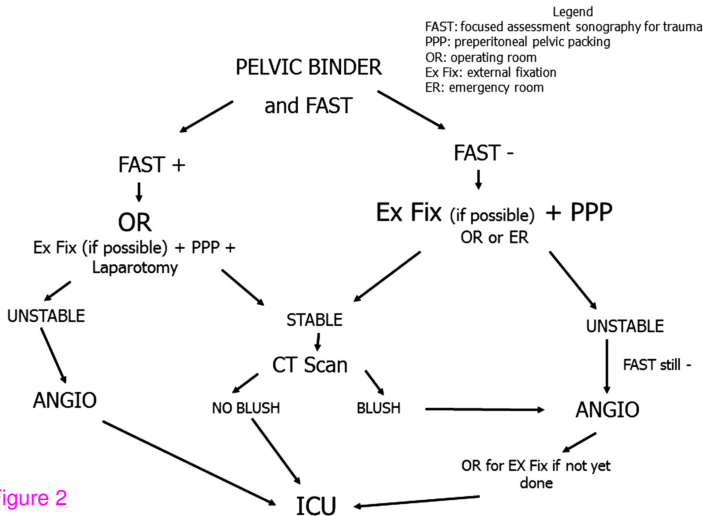 Legend
FAST: focused assessment sonography for trauma
PPP: preperitoneal pelvic packing
OR: operating room
Ex Fix: external fixation
ER: emergency room
PELVIC BINDER
and FAST
FAST +
FAST -
OR
Ex Fix (if possible) + PPP +
Laparotomy
Ex Fix (if possible) + PPP
OR or ER
UNSTABLE
STABLE
UNSTABLE
CT Scan
FAST still -
ANGIO
NO BLUSH
BLUSH
ANGIO
OR for EX Fix if not yet
done
ICU
igure 2